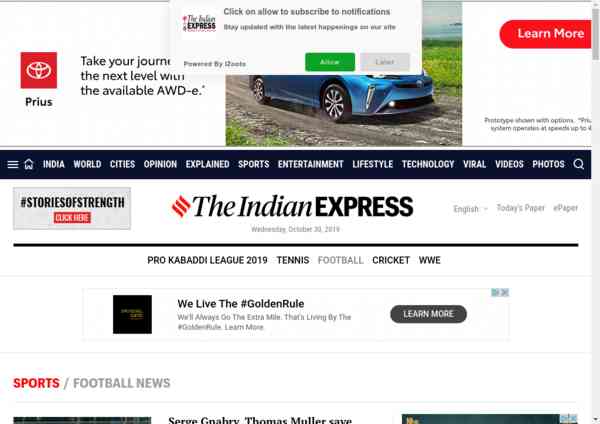 Click on allow to subscribe to notifications
Stay updated with the latest happenings on our site
The Indian
EXPRESS
Powered By iZooto
Allow
Later
Take your journe
the next level with
the available AWD-e.*
Prius
Learn More
Prototype shown with options. *Priu
system operates at speeds up to 4
INDIA WORLD CITIES OPINION EXPLAINED SPORTS ENTERTAINMENT LIFESTYLE TECHNOLOGY VIRAL VIDEOS PHOTOS
#STORIESOFSTRENGTH
CLICK HERE
The Indian EXPRESS
Wednesday, October 30, 2019
English Today's Paper ePaper
PRO KABADDI LEAGUE 2019 TENNIS FOOTBALL CRICKET WWE
We Live The #GoldenRule
We'll Always Go The Extra Mile. That's Living By The
#GoldenRule. Learn More.
LEARN MORE
SPORTS / FOOTBALL NEWS
Serge Gnabry, Thomas Muller save